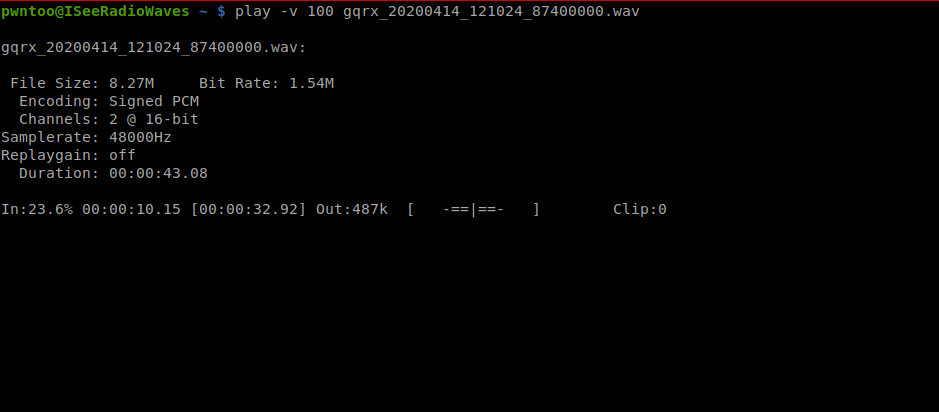 pwntoo@ISeeRadioWaves ~ $ play -v 100 gqrx_20200414_121024_87400000.wav
gqrx_20200414_121024_87400000.wav:
File Size: 8.27M     Bit Rate: 1.54M
Encoding: Signed PCM
Channels: 2 @ 16-bit
Samplerate: 48000Hz
Replaygain: off
Duration: 00:00:43.08
In:23.6% 00:00:10.15 [00:00:32.92] Out:487k  [   -==|==-   ]        Clip:0